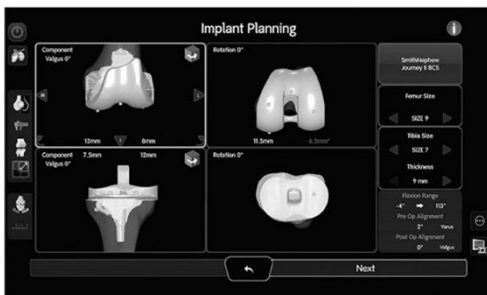 Implant Planning
Component
Valgus 0°
Rotation 0°
12mm
8mm
11.5mm
6.5mm
Component
Valgus 0°
7.5mm
12mm
Rotation 0°
SmithNephew
Journey II BCS
Femur Size
SIZE 9
Tibia Size
SIZE 7
Thickness
9 mm
Flexion Range
-4° ➡ 113°
Pre Op Alignment
2° Varus
Post Op Alignment
0° Valgus
Next